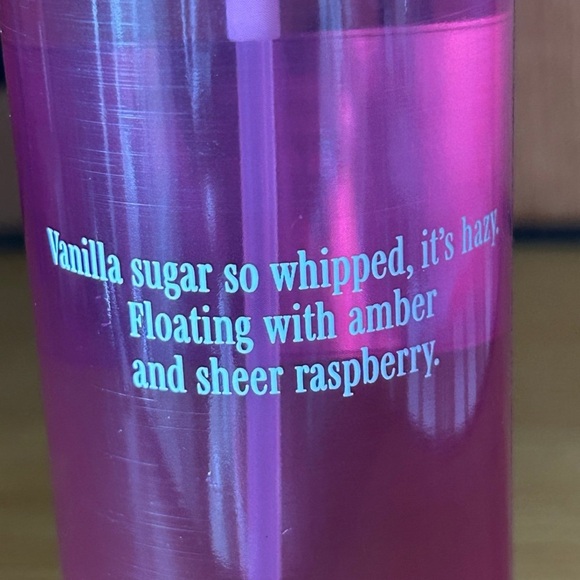 Vanilla sugar so whipped, it's hazy.
Floating with amber
and sheer raspberry.